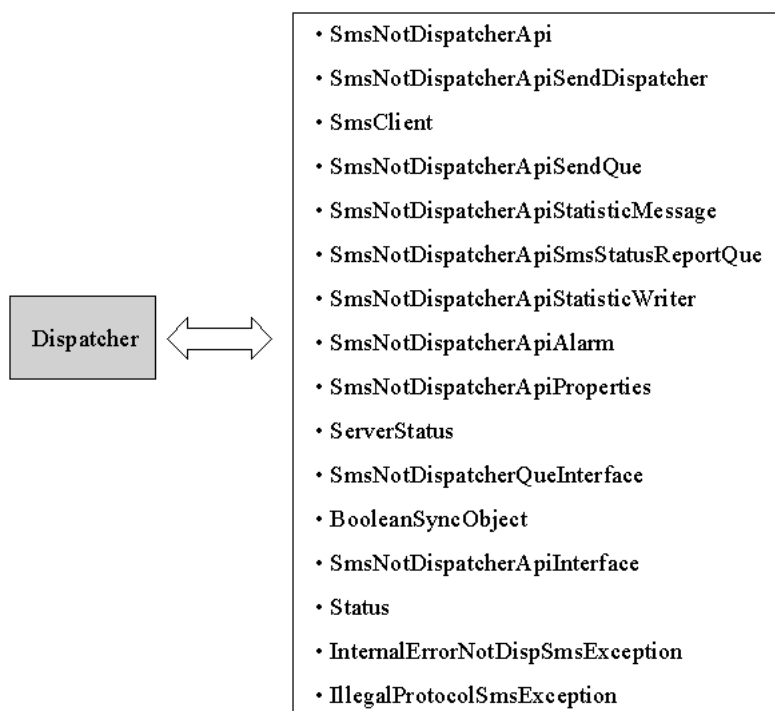 Dispatcher
• SmsNotDispatcherApi
• SmsNotDispatcherApiSendDispatcher
• SmsClient
• SmsNotDispatcherApiSendQue
• SmsNotDispatcherApiStatisticMessage
• SmsNotDispatcherApiSmsStatusReportQue
• SmsNotDispatcherApiStatisticWriter
• SmsNotDispatcherApiAlarm
• SmsNotDispatcherApiProperties
• ServerStatus
• SmsNotDispatcherQueInterface
• BooleanSyncObject
• SmsNotDispatcherApiInterface
• Status
• InternalErrorNotDispSmsException
• IllegalProtocolSmsException